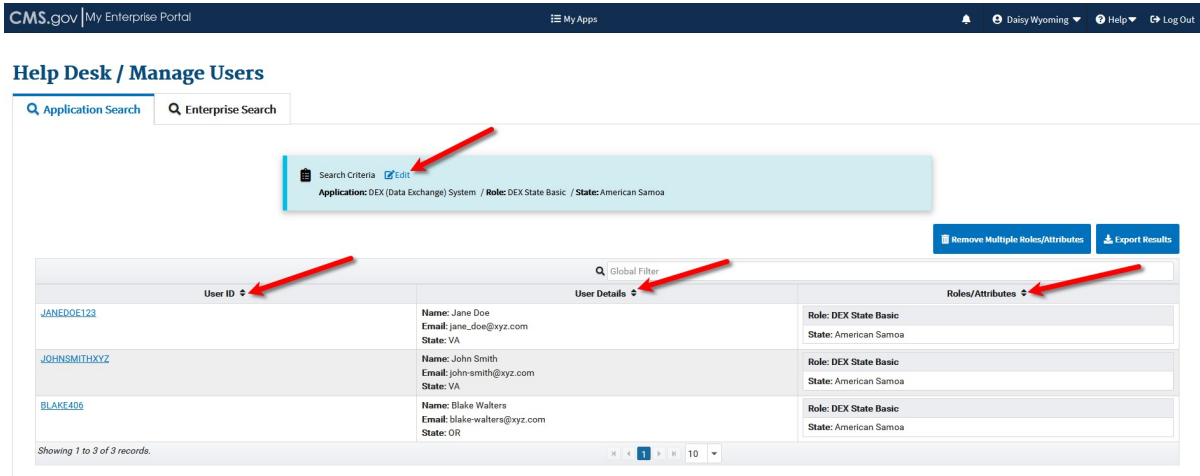 CMS.gov My Enterprise Portal My Apps Daisy Wyoming Help Log Out
Help Desk / Manage Users
Application Search Enterprise Search
Search Criteria Edit
Application: DEX (Data Exchange) System / Role: DEX State Basic / State: American Samoa
Remove Multiple Roles/Attributes Export Results
Global Filter
User ID User Details Roles/Attributes
JANEDOE123 Name: Jane Doe Role: DEX State Basic
Email: jane_doe@xyz.com
State: VA State: American Samoa
JOHNSMITHXYZ Name: John Smith Role: DEX State Basic
Email: john-smith@xyz.com
State: VA State: American Samoa
BLAKE406 Name: Blake Walters Role: DEX State Basic
Email: blake-walters@xyz.com
State: OR State: American Samoa
Showing 1 to 3 of 3 records. 1 10